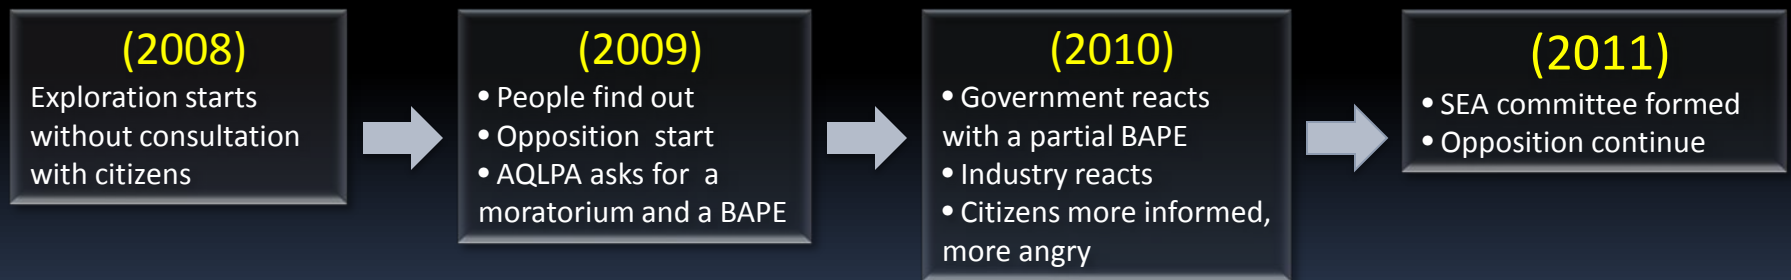 (2008)
Exploration starts
without consultation
with citizens
(2009)
• People find out
• Opposition start
• AQLPA asks for a
moratorium and a BAPE
(2010)
• Government reacts
with a partial BAPE
• Industry reacts
• Citizens more informed,
more angry
(2011)
• SEA committee formed
• Opposition continue